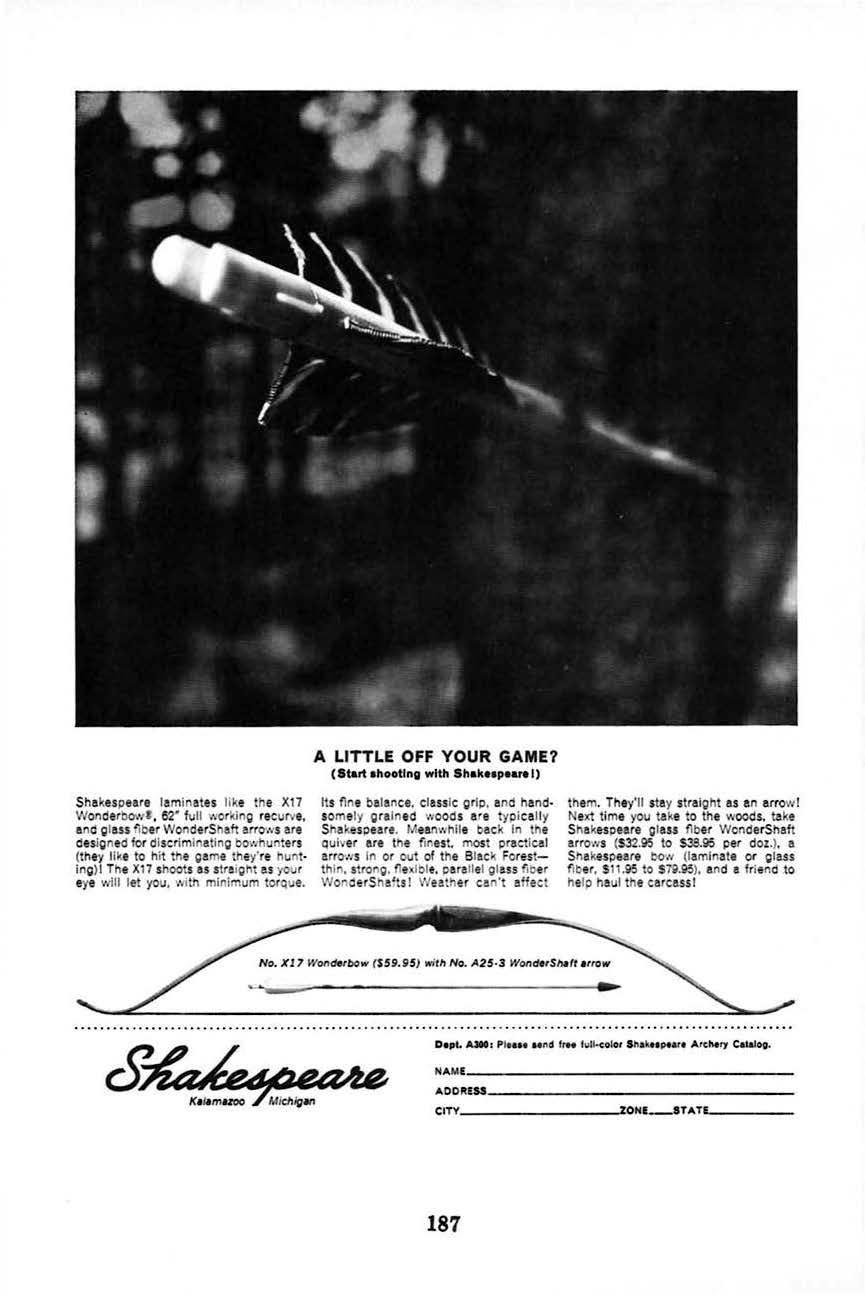 A LITTLE OFF YOUR GAME?
(Start shooting with Shakespeare!)
Shakespeare laminates like the X17
Wonderbow®, 62" full working recurve,
and glass fiber WonderShaft arrows are
designed for discriminating bowhunters
(they like to hit the game they're hunt-
ing)! The X17 shoots as straight as your
eye will let you, with minimum torque.
Its fine balance, classic grip, and hand-
somely grained woods are typically
Shakespeare. Meanwhile back in the
quiver are the finest, most practical
arrows in or out of the Black Forest—
thin, strong, flexible, parallel glass fiber
WonderShafts! Weather can't affect
them. They'll stay straight as an arrow!
Next time you take to the woods, take
Shakespeare glass fiber WonderShaft
arrows ($32.95 to $38.95 per doz.), a
Shakespeare bow (laminate or glass
fiber, $11.95 to $79.95), and a friend to
help haul the carcass!
No. X17 Wonderbow ($59.95) with No. A25-3 WonderShaft arrow
Shakespeare
Kalamazoo Michigan
Dept. A300: Please send free full-color Shakespeare Archery Catalog.
NAME
ADDRESS
CITY ZONE STATE
187